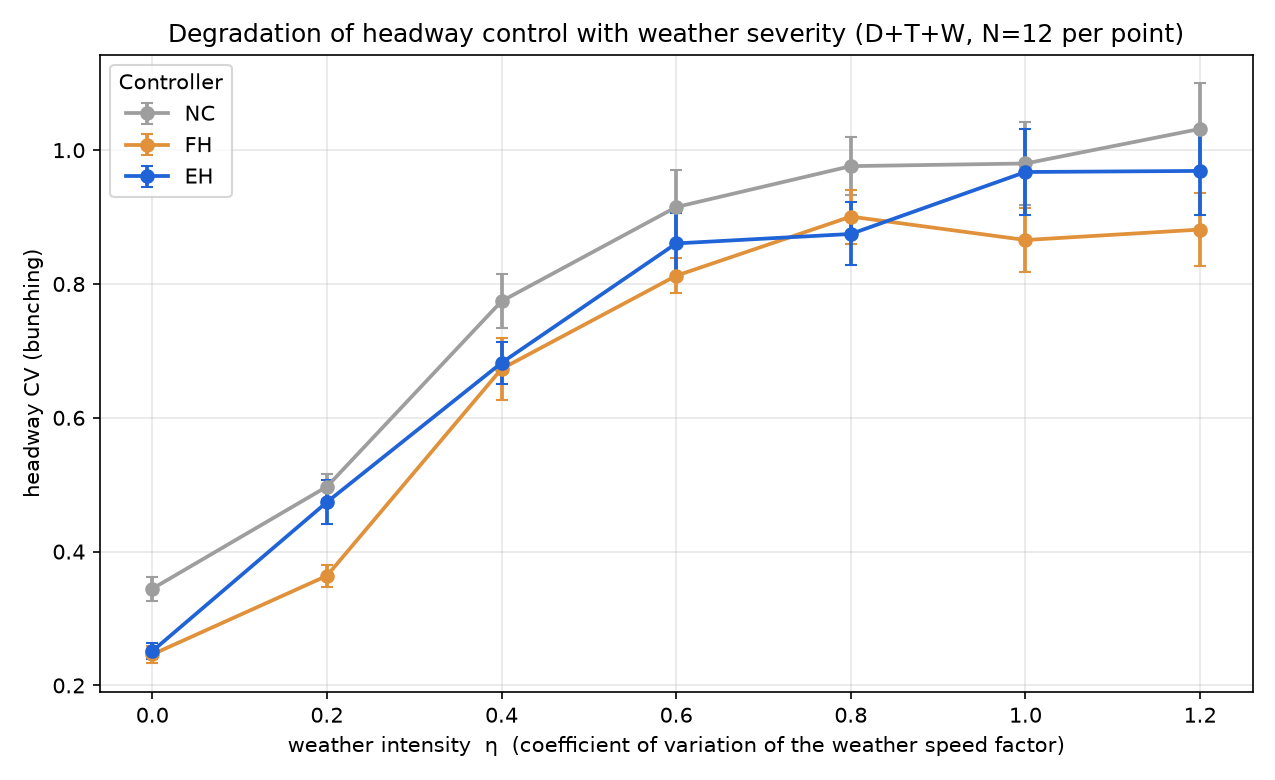 Degradation of headway control with weather severity (D+T+W, N=12 per point)
Controller
NC
FH
EH
headway CV (bunching)
1.0
0.8
0.6
0.4
0.2
0.0 0.2 0.4 0.6 0.8 1.0 1.2
weather intensity η (coefficient of variation of the weather speed factor)